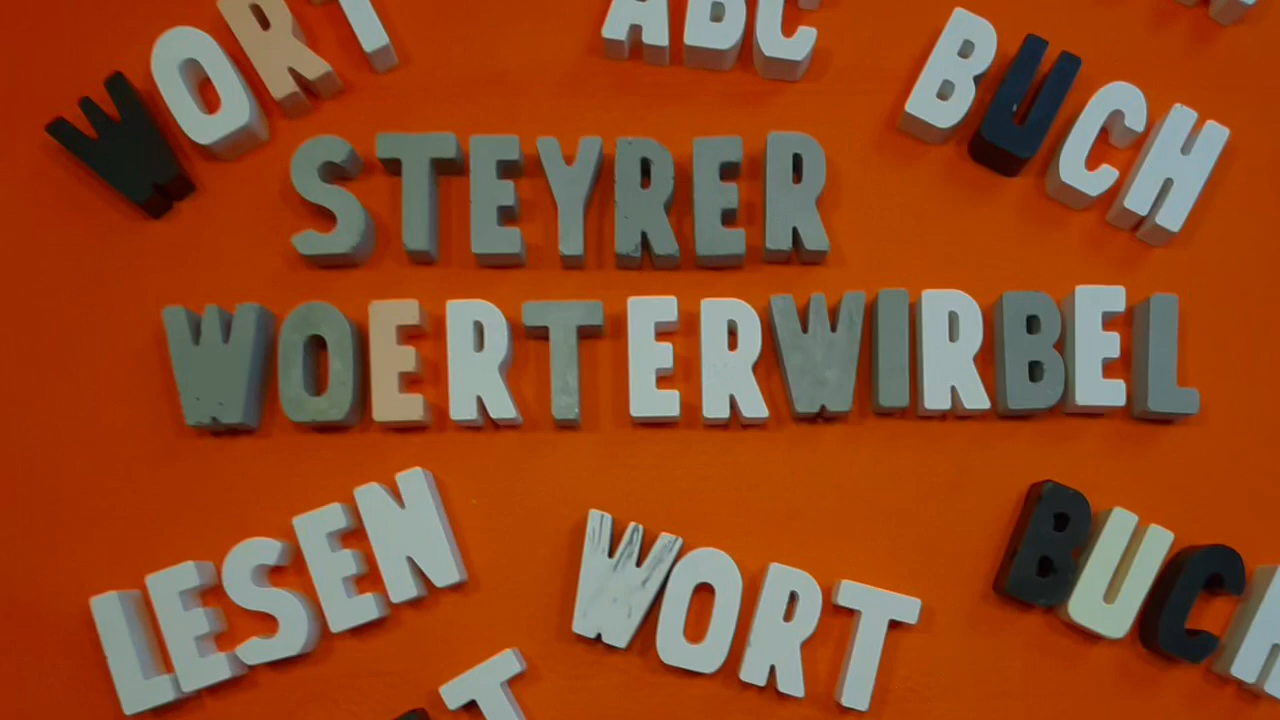 WORT
ABC
BUCH
STEYRER
WOERTERWIRBEL
LESEN
WORT
BUCH